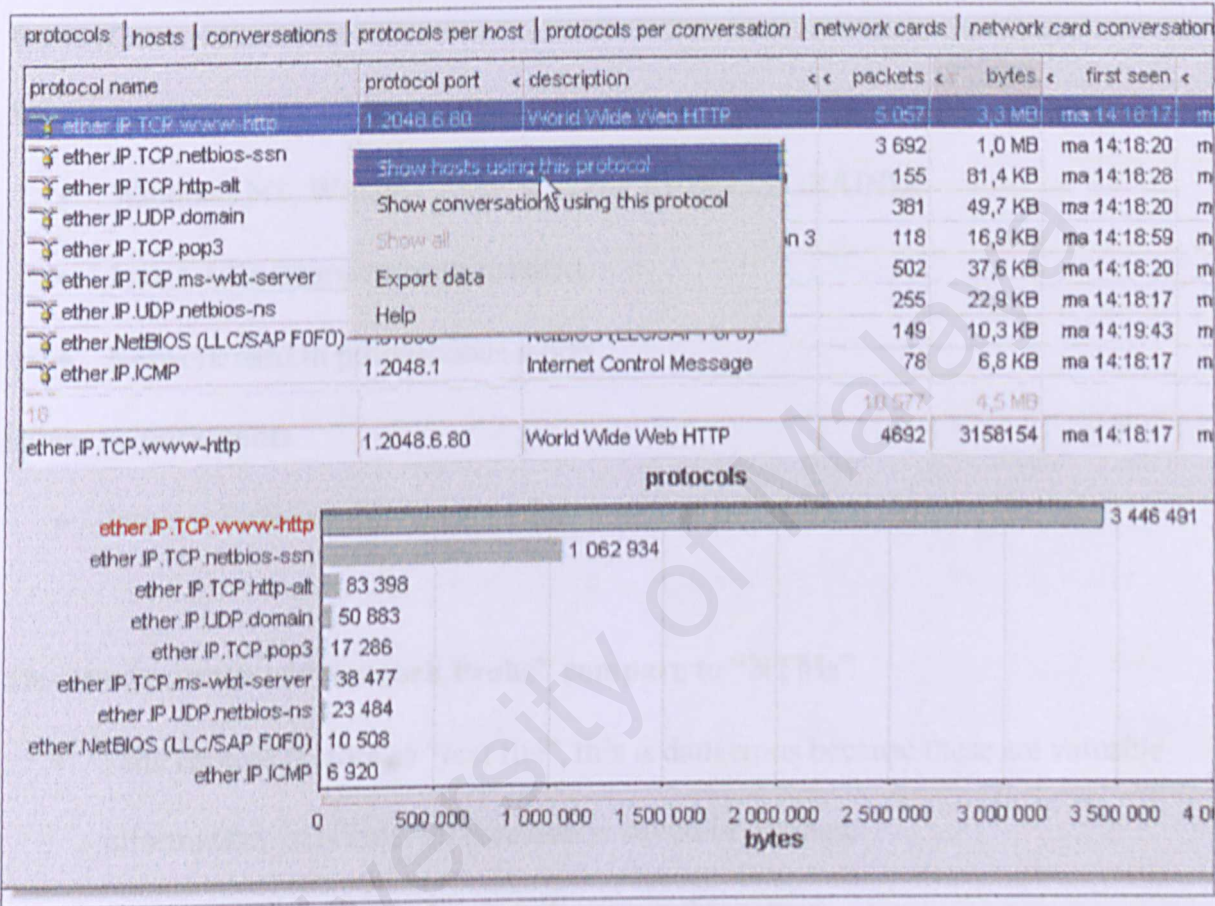 protocols | hosts | conversations | protocols per host | protocols per conversation | network cards | network card conversation
protocol name protocol port < description < < packets < bytes < first seen <
ether.IP.TCP.www-http 1.2048.6.80 World Wide Web HTTP 5 057 3,3 MB ma 14:18:17 m
ether.IP.TCP.netbios-ssn 3 692 1,0 MB ma 14:18:20 m
ether.IP.TCP.http-alt 155 81,4 KB ma 14:18:28 m
ether.IP.UDP.domain 381 49,7 KB ma 14:18:20 m
ether.IP.TCP.pop3 n 3 118 16,9 KB ma 14:18:59 m
ether.IP.TCP.ms-wbt-server 502 37,6 KB ma 14:18:20 m
ether.IP.UDP.netbios-ns 255 22,9 KB ma 14:18:17 m
ether.NetBIOS (LLC/SAP F0F0) NetBIOS (LLC/SAP F0F0) 149 10,3 KB ma 14:19:43 m
ether.IP.ICMP 1.2048.1 Internet Control Message 78 6,8 KB ma 14:18:17 m
Show hosts using this protocol
Show conversations using this protocol
Show all
Export data
Help
10 577 4,5 MB
ether.IP.TCP.www-http 1.2048.6.80 World Wide Web HTTP 4692 3158154 ma 14:18:17 m
protocols
ether.IP.TCP.www-http 3 446 491
ether.IP.TCP.netbios-ssn 1 062 934
ether.IP.TCP.http-alt 83 398
ether.IP.UDP.domain 50 883
ether.IP.TCP.pop3 17 286
ether.IP.TCP.ms-wbt-server 38 477
ether.IP.UDP.netbios-ns 23 484
ether.NetBIOS (LLC/SAP F0F0) 10 508
ether.IP.ICMP 6 920
0 500 000 1 000 000 1 500 000 2 000 000 2 500 000 3 000 000 3 500 000 4 0
bytes
versity of Malaya